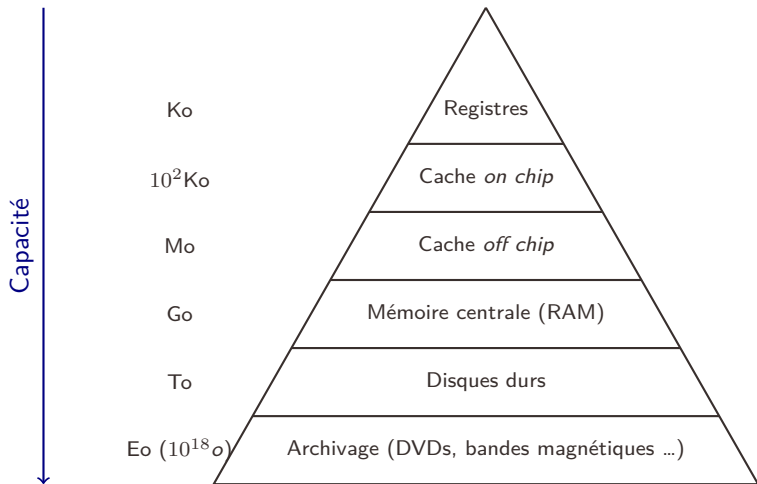 Capacité
Ko Registres
10²Ko Cache on chip
Mo Cache off chip
Go Mémoire centrale (RAM)
To Disques durs
Eo (10¹⁸o) Archivage (DVDs, bandes magnétiques ...)